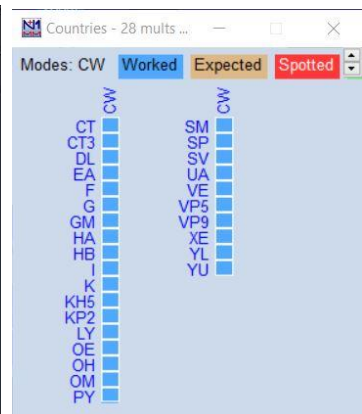 N1MM
Countries - 28 mults ...
Modes: CW Worked Expected Spotted
CW
CT
CT3
DL
EA
F
G
GM
HA
HB
I
K
KH5
KP2
LY
OE
OH
OM
PY
CW
SM
SP
SV
UA
VE
VP5
VP9
XE
YL
YU